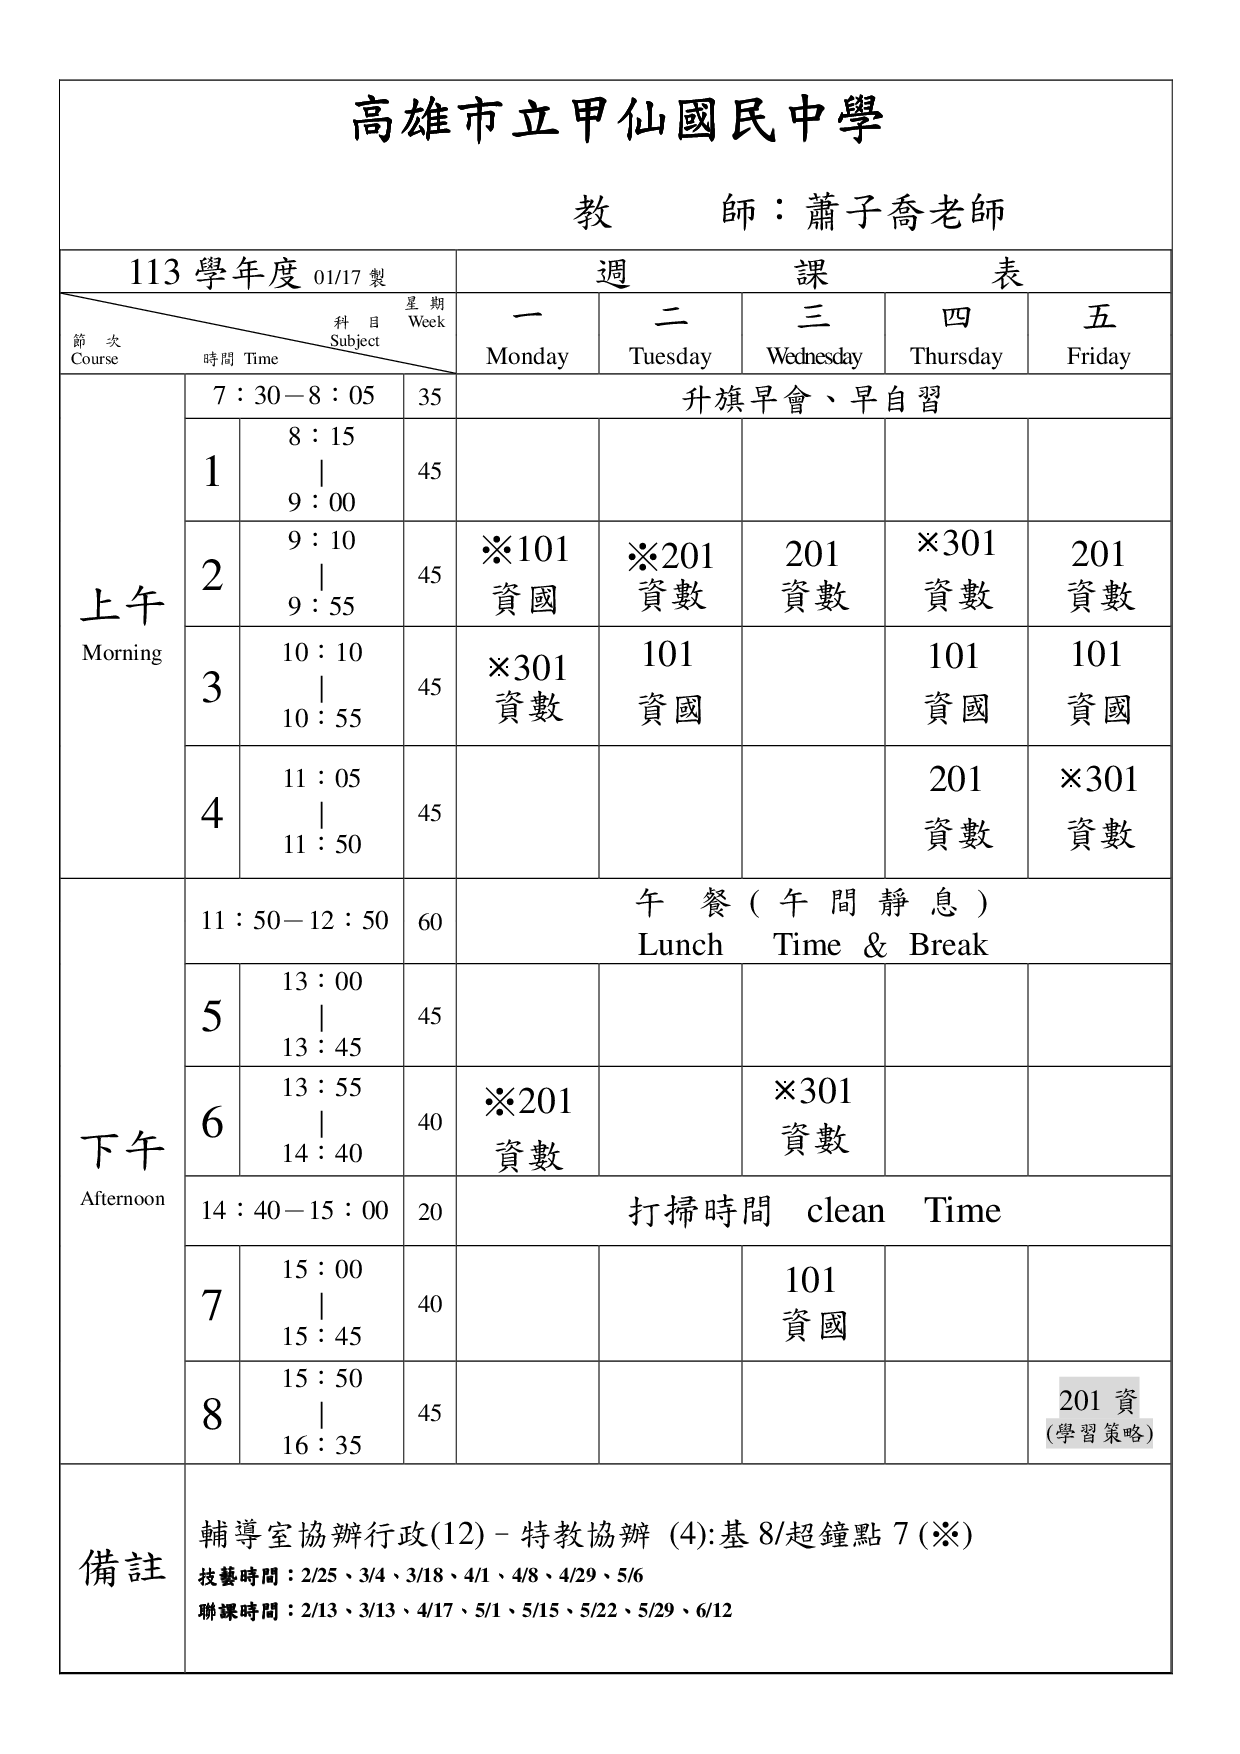 高雄市立甲仙國民中學
教 師：蕭子喬老師
113 學年度 01/17 製 週 課 表
星 期
Week
科 目
Subject
節 次
Course
時間 Time
一 二 三 四 五
Monday Tuesday Wednesday Thursday Friday
上午
Morning
7：30－8：05 35 升旗早會、早自習
1 8：15｜9：00 45
2 9：10｜9：55 45
※101 ※201 201 ※301 201
資國 資數 資數 資數 資數
3 10：10｜10：55 45
※301 101 101 101
資數 資國 資國 資國
4 11：05｜11：50 45
201 ※301
資數 資數
下午
Afternoon
11：50－12：50 60 午 餐 ( 午 間 靜 息 )
Lunch Time ＆ Break
5 13：00｜13：45 45
6 13：55｜14：40 40
※201 ※301
資數 資數
14：40－15：00 20 打掃時間 clean Time
7 15：00｜15：45 40
101
資國
8 15：50｜16：35 45
201 資
(學習策略)
備註
輔導室協辦行政(12)–特教協辦 (4):基 8/超鐘點 7 (※)
技藝時間：2/25、3/4、3/18、4/1、4/8、4/29、5/6
聯課時間：2/13、3/13、4/17、5/1、5/15、5/22、5/29、6/12